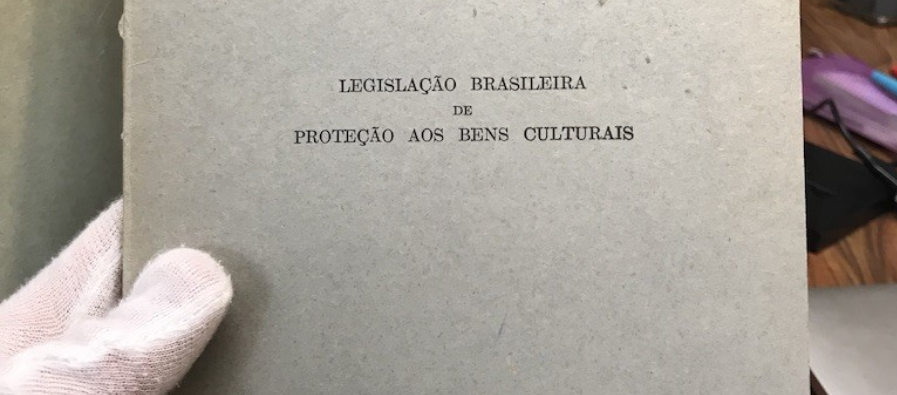 LEGISLAÇÃO BRASILEIRA
DE
PROTEÇÃO AOS BENS CULTURAIS